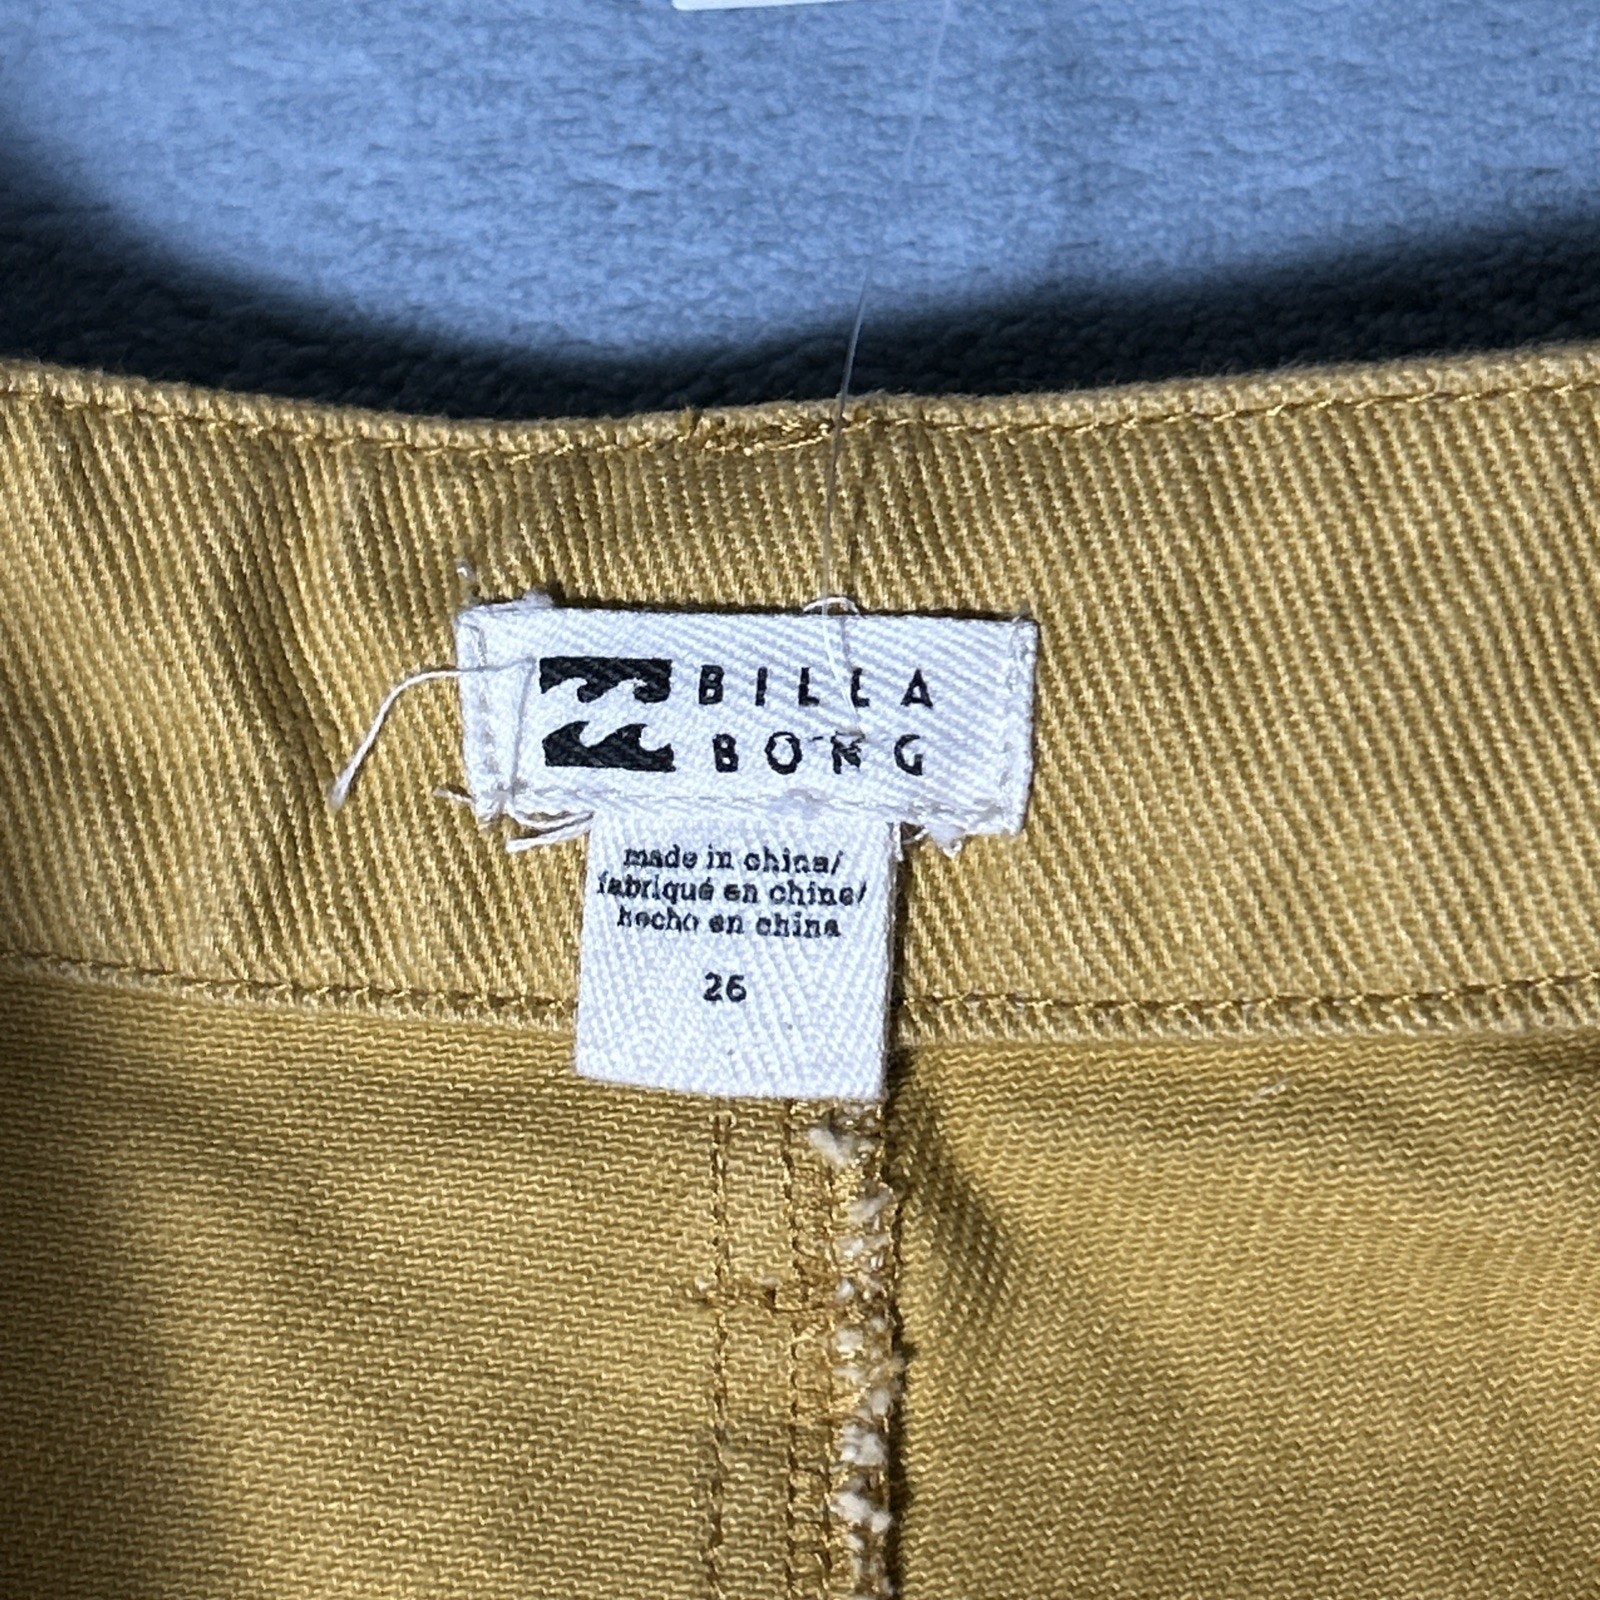 BILLA
BONG
made in china/
fabriqué en chine/
hecho en china
26